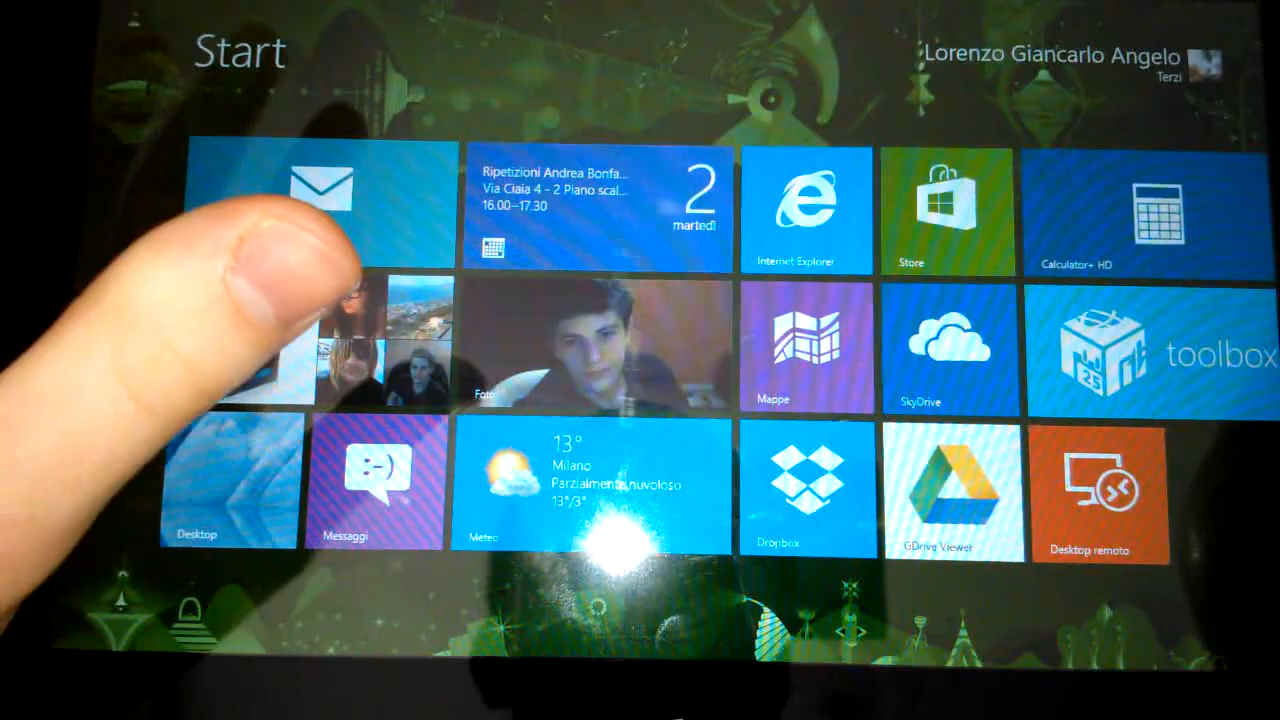 Start
Lorenzo Giancarlo Angelo
Terzi
Ripetizioni Andrea Bonfa...
Via Ciaia 4 - 2 Piano scal...
16.00–17.30
2
martedì
Internet Explorer
Store
Calculator+ HD
Foto
Mappe
SkyDrive
25
toolbox
Desktop
Messaggi
13°
Milano
Parzialmente nuvoloso
13°/3°
Meteo
Dropbox
GDrive Viewer
Desktop remoto